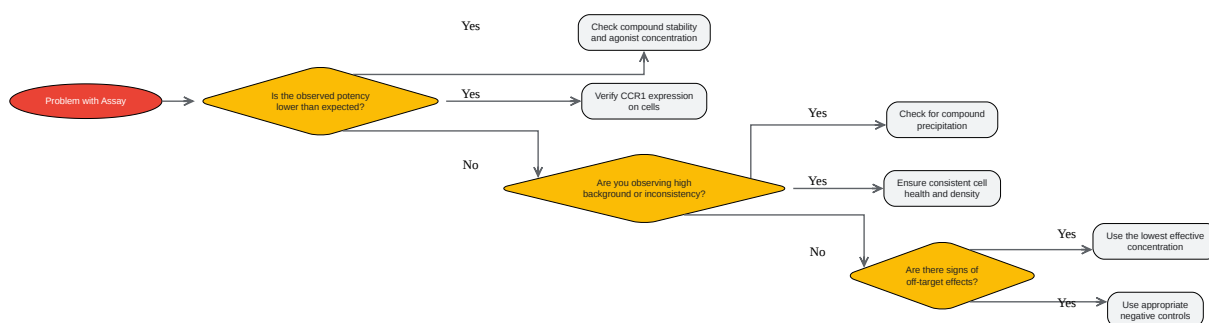 Yes
Check compound stability
and agonist concentration
Problem with Assay
Is the observed potency
lower than expected?
Yes
Verify CCR1 expression
on cells
No
Yes
Check for compound
precipitation
Are you observing high
background or inconsistency?
Yes
Ensure consistent cell
health and density
No
Yes
Use the lowest effective
concentration
Are there signs of
off-target effects?
Yes
Use appropriate
negative controls